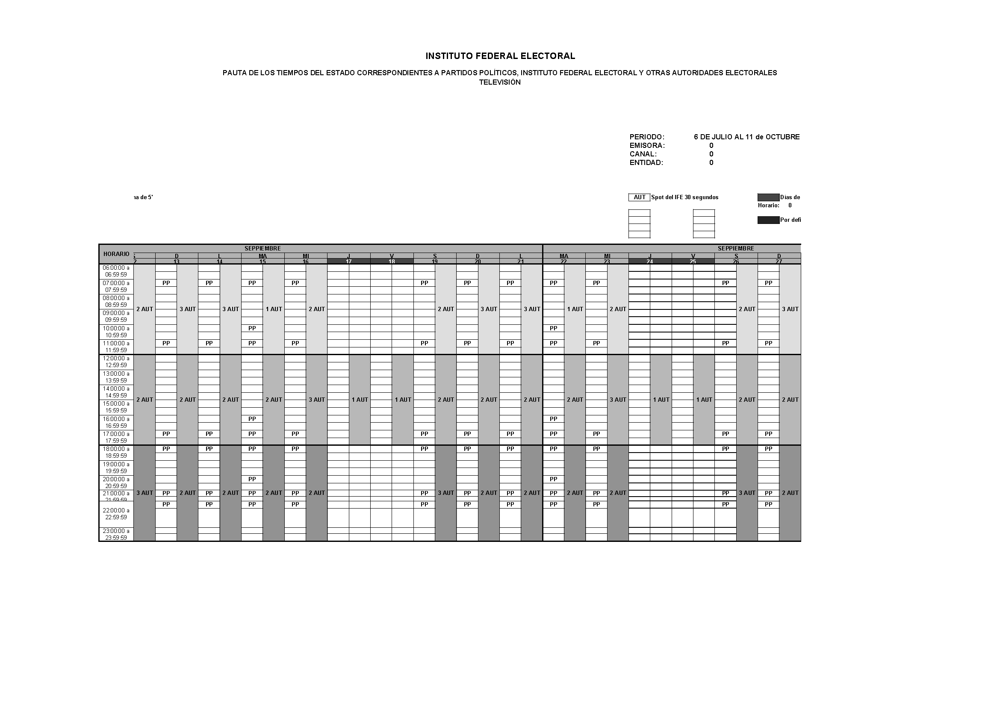 INSTITUTO FEDERAL ELECTORAL
PAUTA DE LOS TIEMPOS DEL ESTADO CORRESPONDIENTES A PARTIDOS POLÍTICOS, INSTITUTO FEDERAL ELECTORAL Y OTRAS AUTORIDADES ELECTORALES
TELEVISIÓN
PERIODO: 6 DE JULIO AL 11 de OCTUBRE
EMISORA: 0
CANAL: 0
ENTIDAD: 0
na de 5' AUT Spot del IFE 30 segundos Días de
Horario: 0
Por defi
HORARIO SEPPIEMBRE SEPPIEMBRE
S D L MA MI J V S D L MA MI J V S D
2 13 14 15 16 17 18 19 20 21 22 23 24 25 26 27
06:00:00 a
06:59:59
07:00:00 a PP PP PP PP PP PP PP PP PP PP PP
07:59:59
08:00:00 a
08:59:59
2 AUT 3 AUT 3 AUT 1 AUT 2 AUT 2 AUT 3 AUT 3 AUT 1 AUT 2 AUT 2 AUT 3 AUT
09:00:00 a
09:59:59
10:00:00 a PP PP
10:59:59
11:00:00 a PP PP PP PP PP PP PP PP PP PP PP
11:59:59
12:00:00 a
12:59:59
13:00:00 a
13:59:59
14:00:00 a
14:59:59
2 AUT 2 AUT 2 AUT 2 AUT 3 AUT 1 AUT 1 AUT 2 AUT 2 AUT 2 AUT 2 AUT 3 AUT 1 AUT 1 AUT 2 AUT 2 AUT
15:00:00 a
15:59:59
16:00:00 a PP PP
16:59:59
17:00:00 a PP PP PP PP PP PP PP PP PP PP PP
17:59:59
18:00:00 a PP PP PP PP PP PP PP PP PP PP PP
18:59:59
19:00:00 a
19:59:59
20:00:00 a PP PP
20:59:59
21:00:00 a 3 AUT PP 2 AUT PP 2 AUT PP 2 AUT PP 2 AUT PP 3 AUT PP 2 AUT PP 2 AUT PP 2 AUT PP 2 AUT PP 3 AUT PP 2 AUT
21:59:59
PP PP PP PP PP PP PP PP PP PP PP
22:00:00 a
22:59:59
23:00:00 a
23:59:59